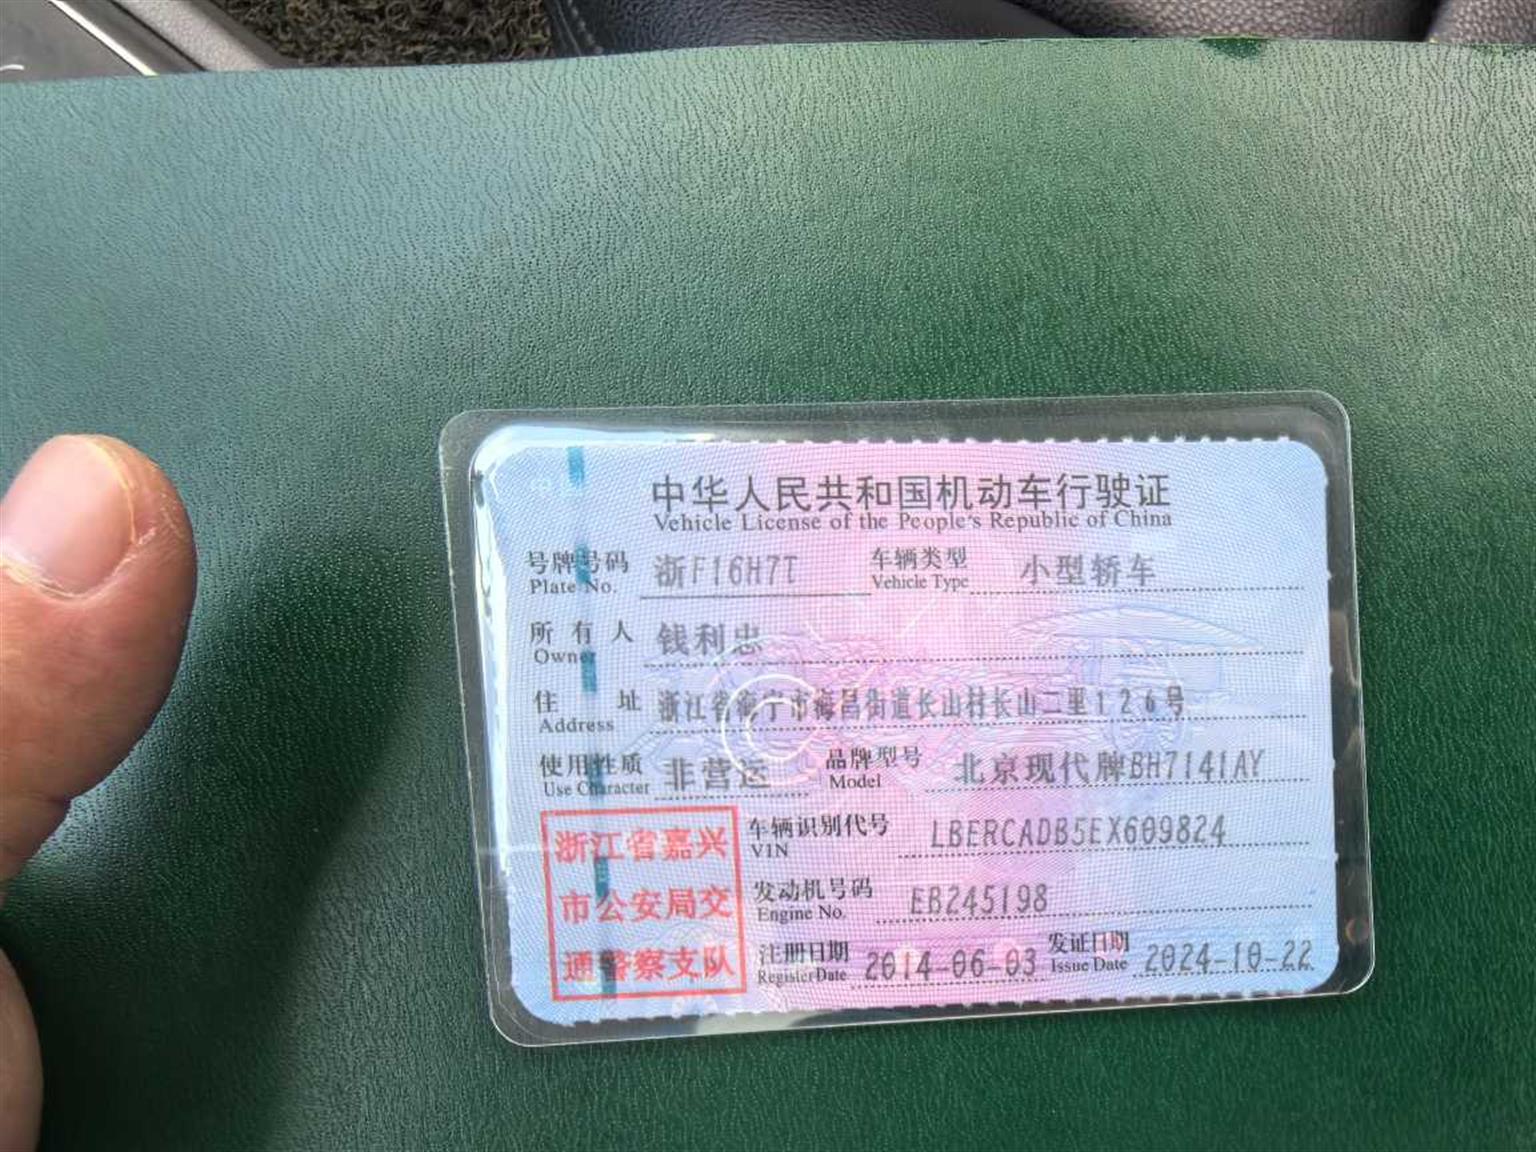 中华人民共和国机动车行驶证
Vehicle License of the People's Republic of China
号牌号码 浙F16H7T 车辆类型 小型轿车
Plate No. Vehicle Type
所有人 钱利忠
Owner
住址 浙江省海宁市海昌街道长山村长山二里126号
Address
使用性质 非营运 品牌型号 北京现代牌BH7141AY
Use Character Model
浙江省嘉兴
市公安局交
通警察支队
车辆识别代号 LBERCADB5EX609824
VIN
发动机号码 EB245198
Engine No.
注册日期 2014-06-03 发证日期 2024-10-22
Register Date Issue Date